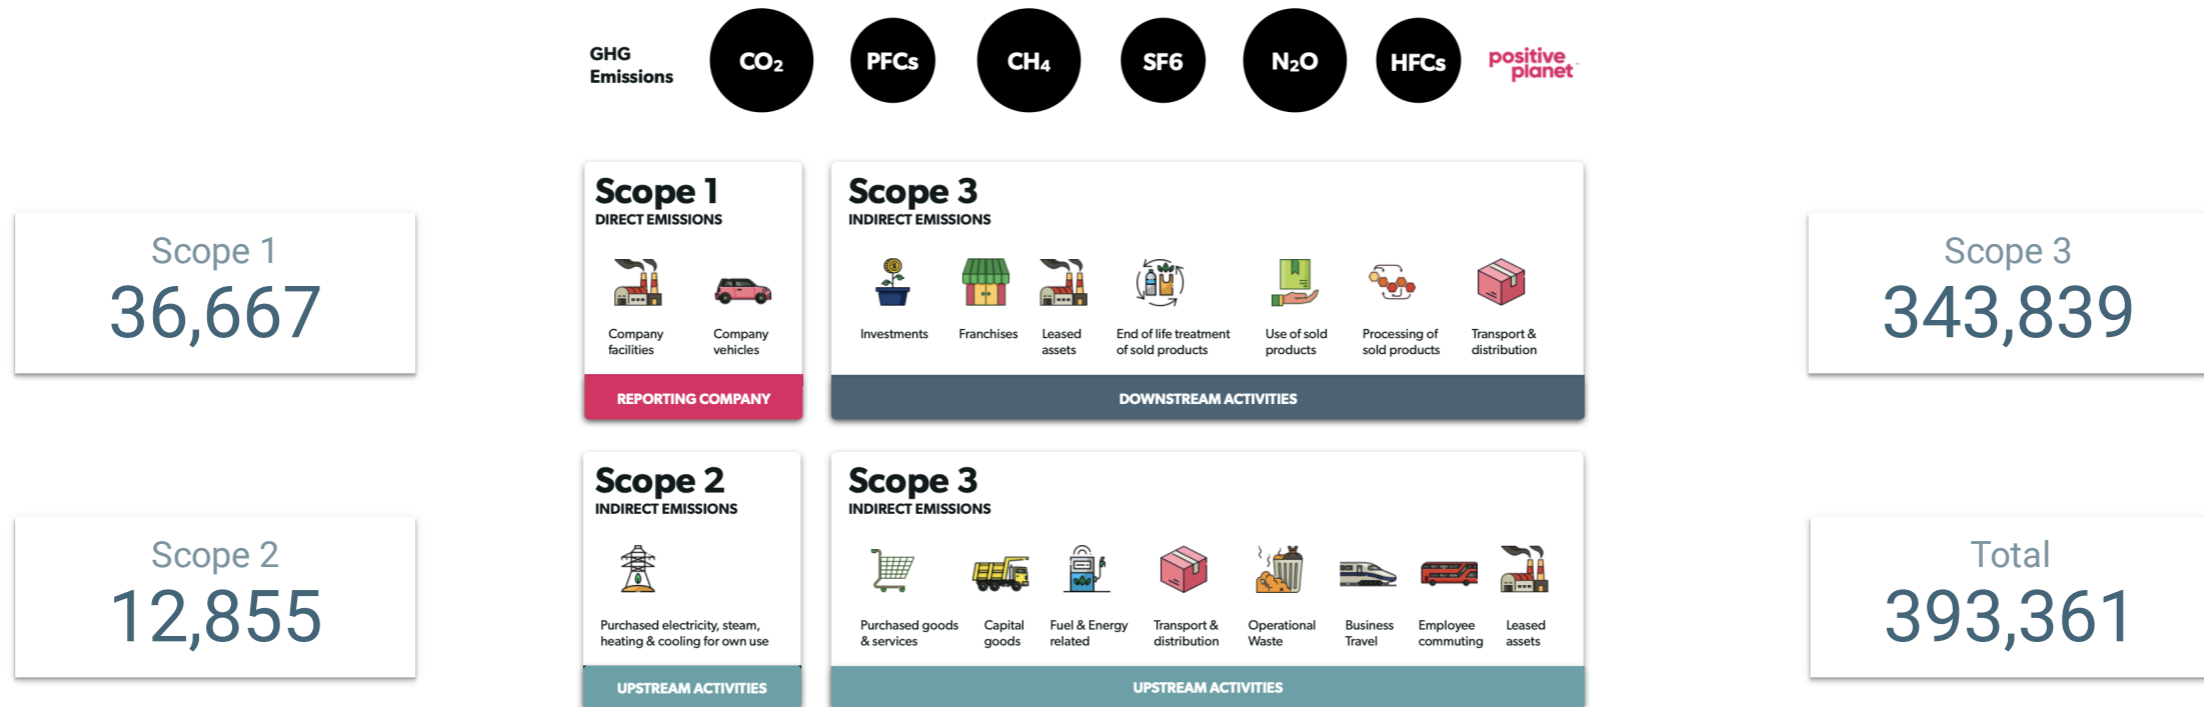 GHG
Emissions
CO₂
PFCs
CH₄
SF6
N₂O
HFCs
positive
planet
Scope 1
36,667
Scope 1
DIRECT EMISSIONS
Company
facilities
Company
vehicles
REPORTING COMPANY
Scope 3
INDIRECT EMISSIONS
Investments
Franchises
Leased
assets
End of life treatment
of sold products
Use of sold
products
Processing of
sold products
Transport &
distribution
DOWNSTREAM ACTIVITIES
Scope 3
343,839
Scope 2
12,855
Scope 2
INDIRECT EMISSIONS
Purchased electricity, steam,
heating & cooling for own use
UPSTREAM ACTIVITIES
Scope 3
INDIRECT EMISSIONS
Purchased goods
& services
Capital
goods
Fuel & Energy
related
Transport &
distribution
Operational
Waste
Business
Travel
Employee
commuting
Leased
assets
UPSTREAM ACTIVITIES
Total
393,361